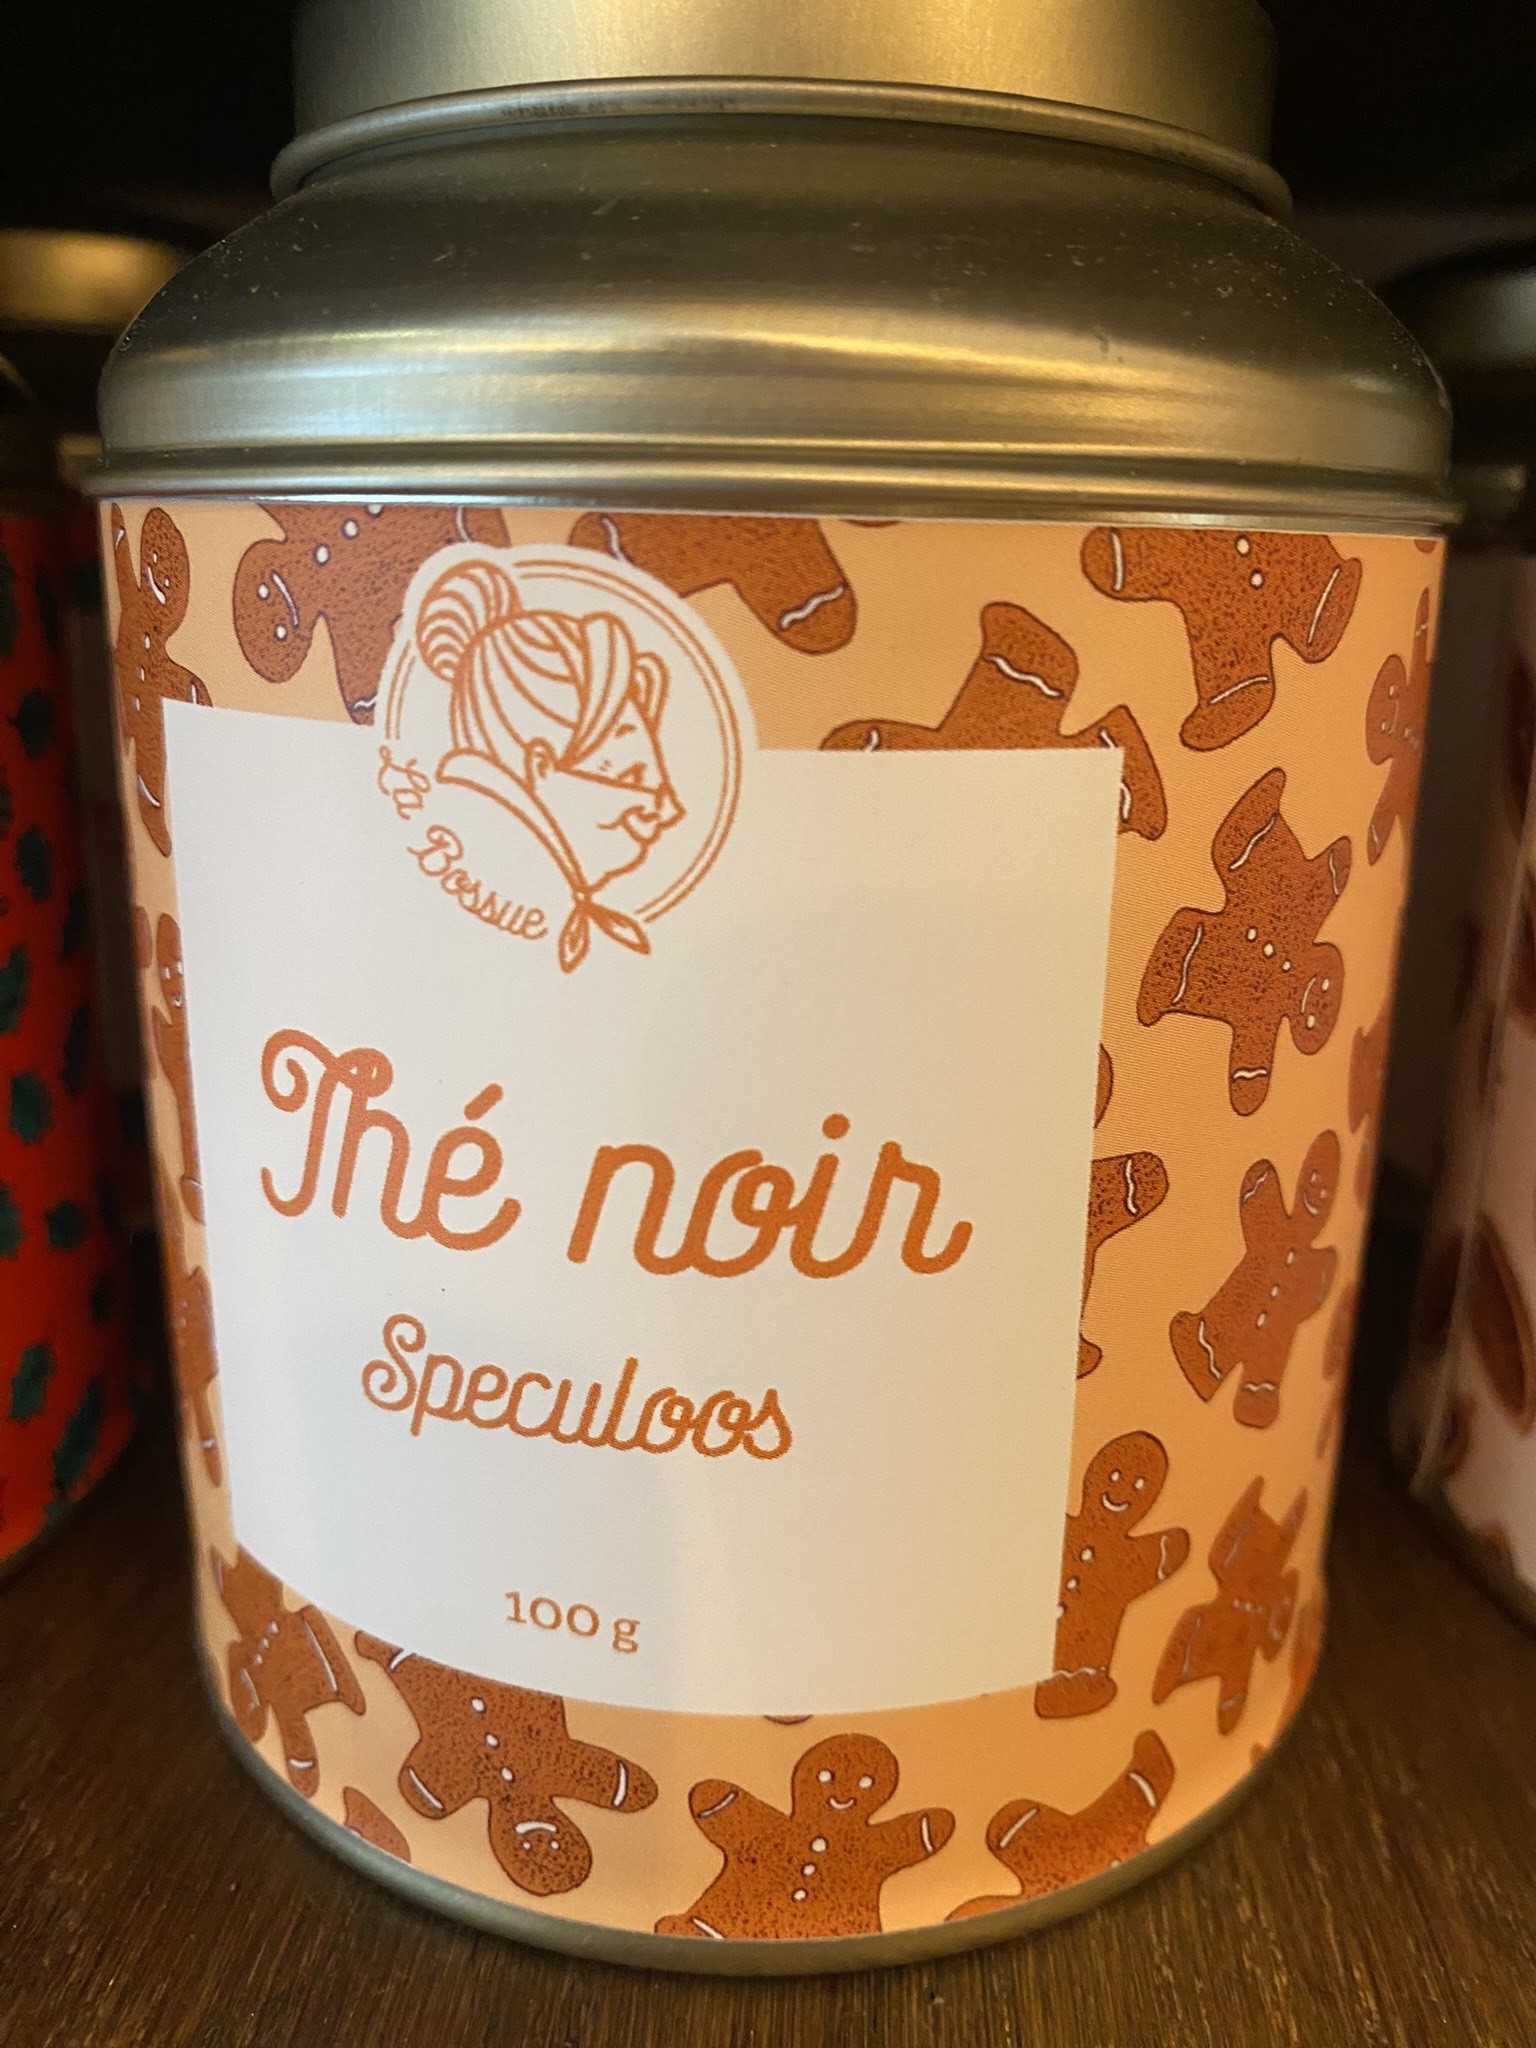 La Bossue
Thé noir
Speculoos
100 g